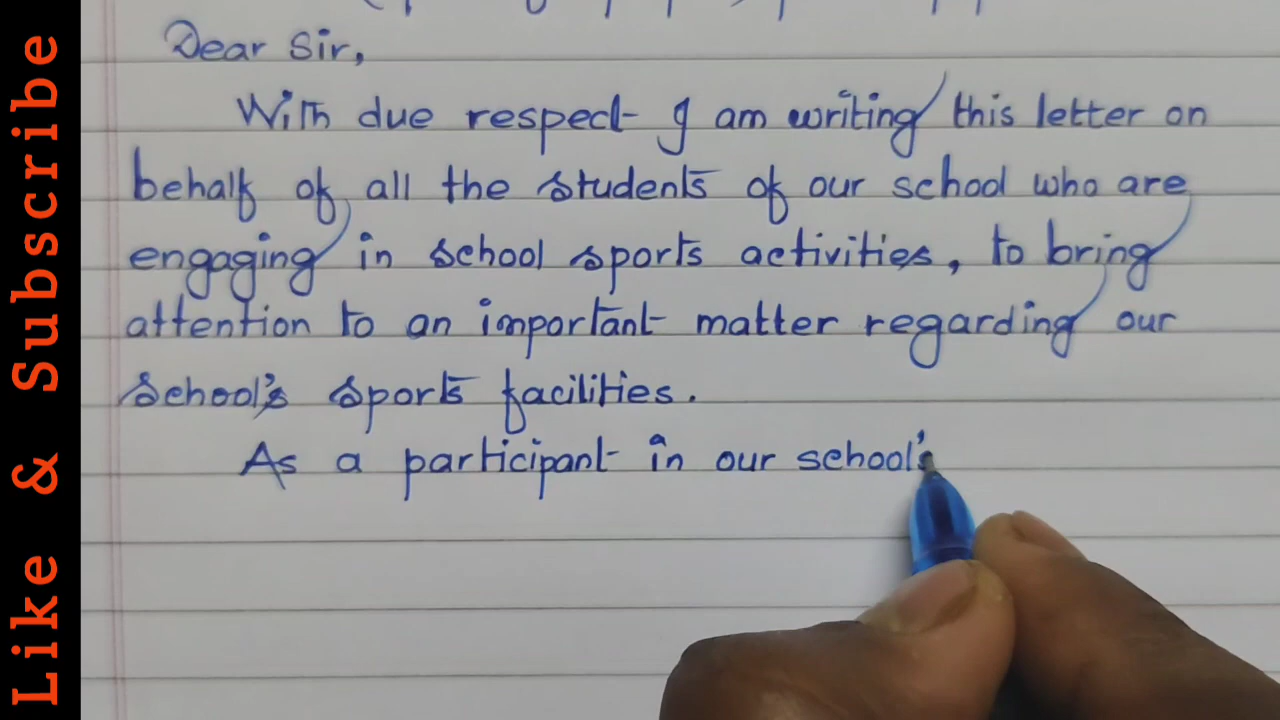 Like & Subscribe
Dear Sir,
With due respect I am writing this letter on
behalf of all the students of our school who are
engaging in school sports activities, to bring
attention to an important matter regarding our
school's sports facilities.
As a participant in our school's